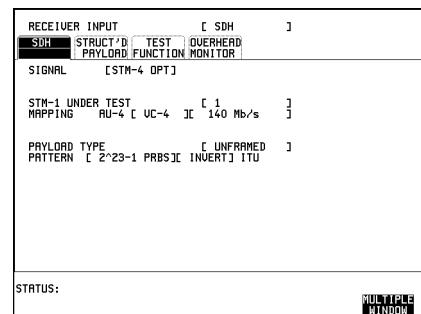 RECEIVER INPUT [ SDH ]
SDH STRUCT'D TEST OVERHEAD
PAYLOAD FUNCTION MONITOR
SIGNAL [STM-4 OPT]
STM-1 UNDER TEST [ 1 ]
MAPPING AU-4 [ VC-4 ][ 140 Mb/s ]
PAYLOAD TYPE [ UNFRAMED ]
PATTERN [ 2^23-1 PRBS][ INVERT] ITU
STATUS:
MULTIPLE
WINDOW